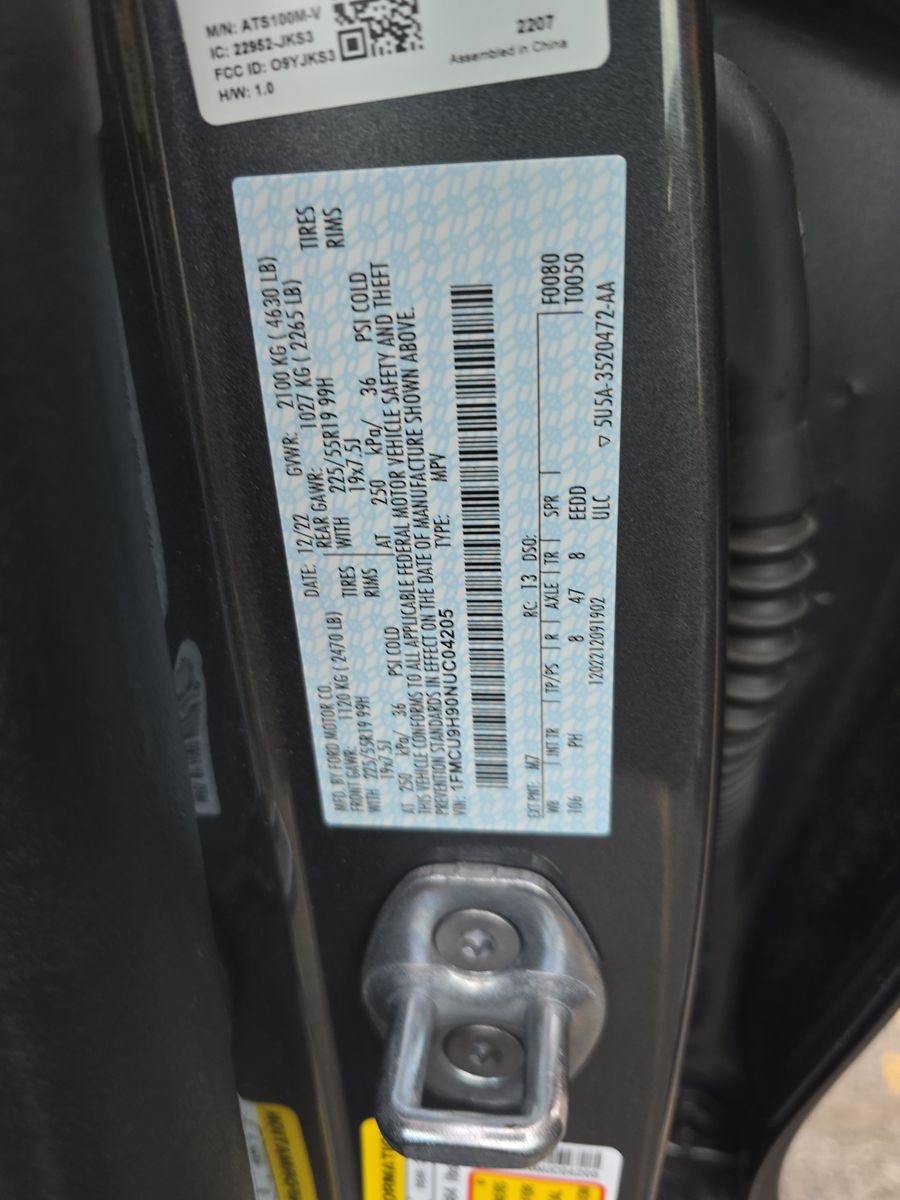 M/N: ATS100M-V
IC: 22952-JKS3
FCC ID: O9YJKS3
H/W: 1.0
2207
Assembled in China
MFD. BY FORD MOTOR CO.
DATE: 12/22 GVWR: 2100 KG ( 4630 LB)
FRONT GAWR: 1120 KG ( 2470 LB) REAR GAWR: 1027 KG ( 2265 LB)
WITH 225/55R19 99H TIRES WITH 225/55R19 99H TIRES
19x7.5J RIMS 19x7.5J RIMS
AT 250 kPa/ 36 PSI COLD AT 250 kPa/ 36 PSI COLD
THIS VEHICLE CONFORMS TO ALL APPLICABLE FEDERAL MOTOR VEHICLE SAFETY AND THEFT
PREVENTION STANDARDS IN EFFECT ON THE DATE OF MANUFACTURE SHOWN ABOVE.
VIN: 1FMCU9H90NUC04205 TYPE: MPV
EXT PNT: M7 RC: 13 DSO: F0080
WB INT TR TP/PS R AXLE TR SPR T0050
106 PH 8 47 8 EEDD
1202212091902 ULC ▽ 5U5A-3520472-AA